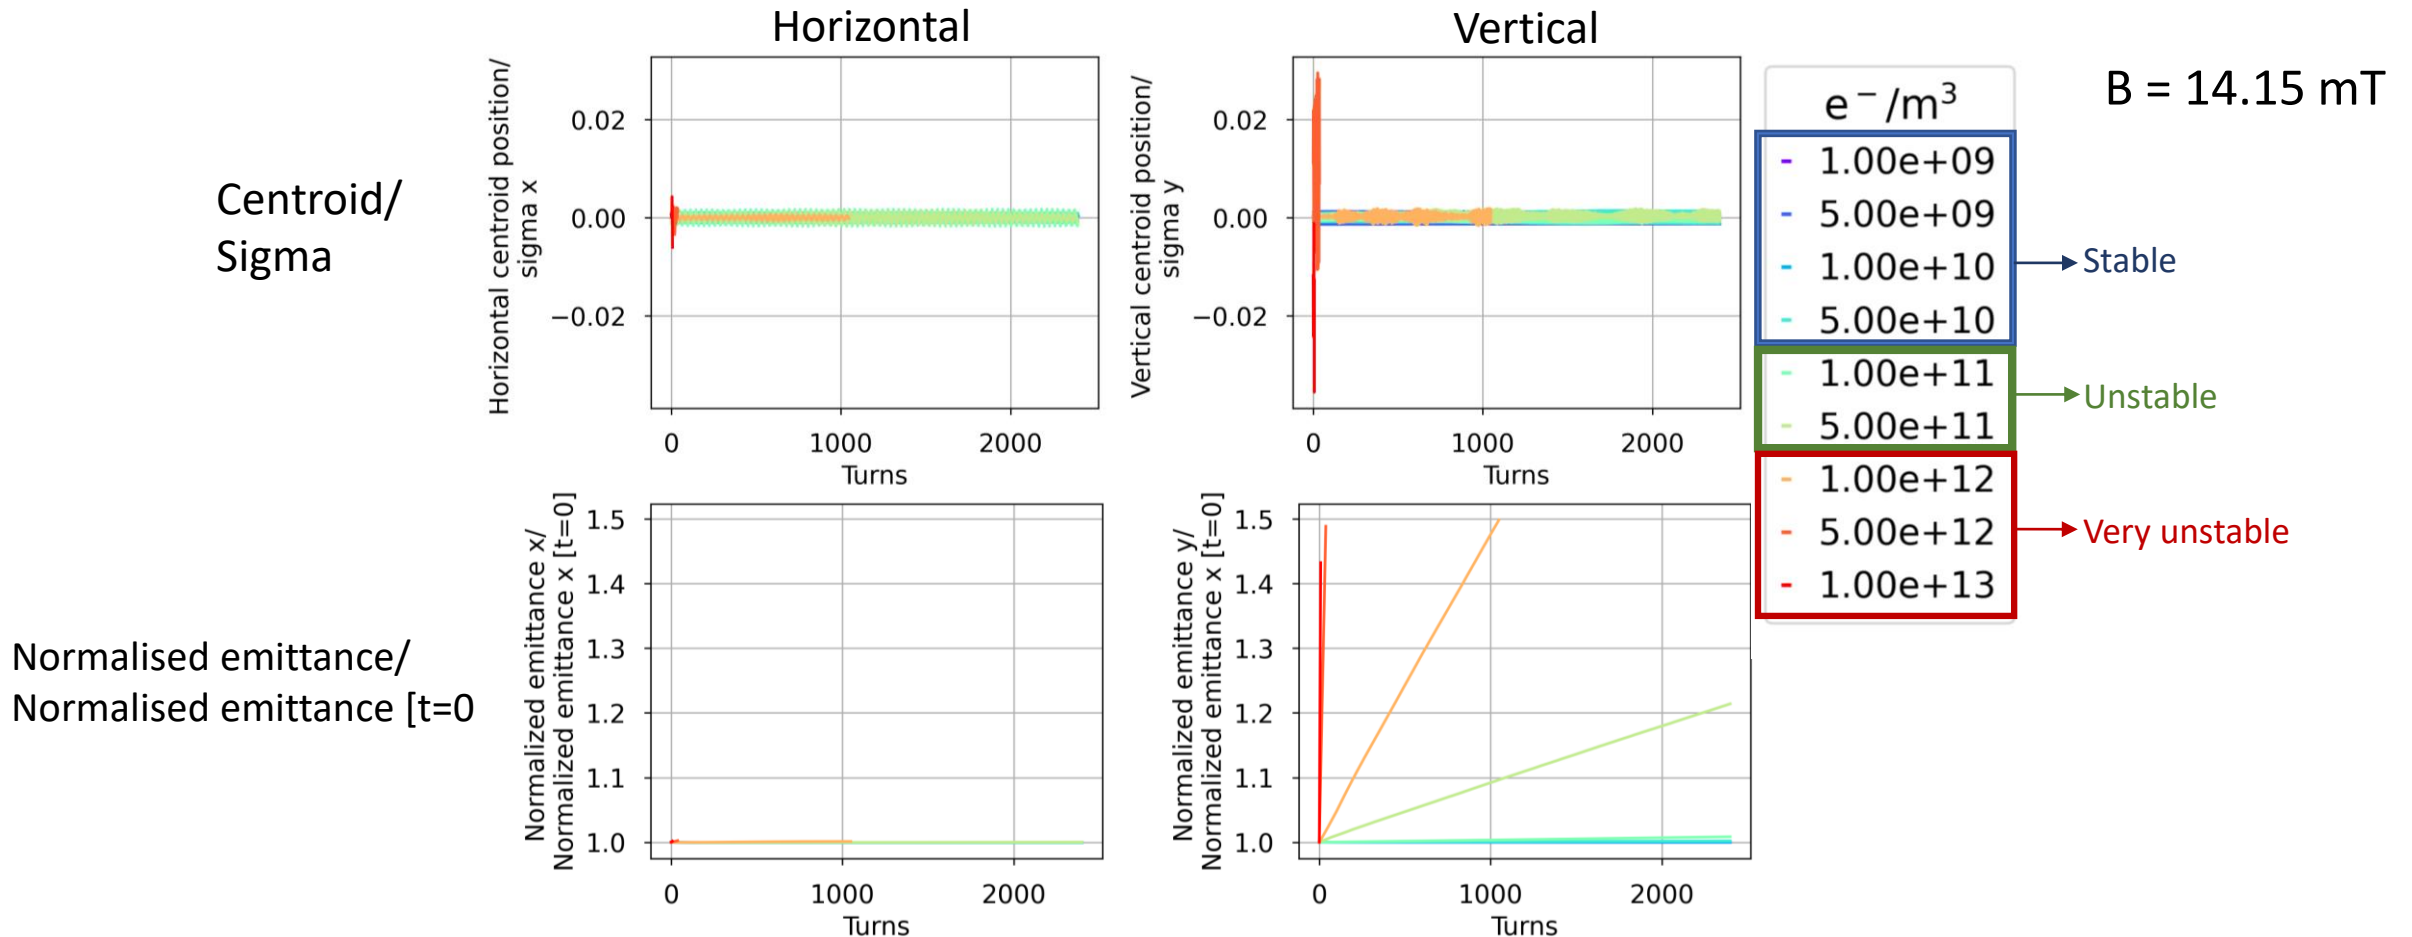 Horizontal
Vertical
B = 14.15 mT
Centroid/
Sigma
Horizontal centroid position/
sigma x
0.02
0.00
−0.02
0
1000
2000
Turns
Vertical centroid position/
sigma y
0.02
0.00
−0.02
0
1000
2000
Turns
e⁻/m³
1.00e+09
5.00e+09
1.00e+10
5.00e+10
1.00e+11
5.00e+11
1.00e+12
5.00e+12
1.00e+13
Stable
Unstable
Very unstable
Normalised emittance/
Normalised emittance [t=0
Normalized emittance x/
Normalized emittance x [t=0]
1.5
1.4
1.3
1.2
1.1
1.0
0
1000
2000
Turns
Normalized emittance y/
Normalized emittance x [t=0]
1.5
1.4
1.3
1.2
1.1
1.0
0
1000
2000
Turns